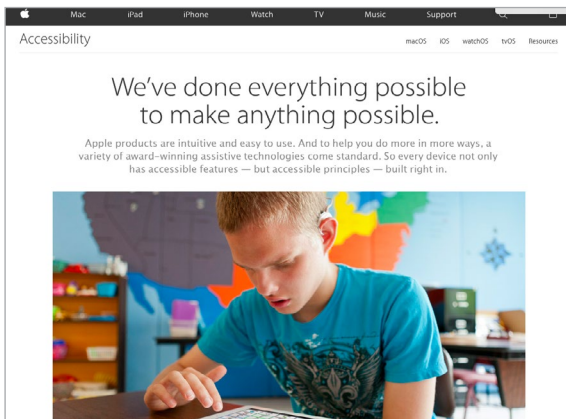 Mac iPad iPhone Watch TV Music Support
Accessibility
macOS iOS watchOS tvOS Resources
We’ve done everything possible
to make anything possible.
Apple products are intuitive and easy to use. And to help you do more in more ways, a
variety of award-winning assistive technologies come standard. So every device not only
has accessible features — but accessible principles — built right in.